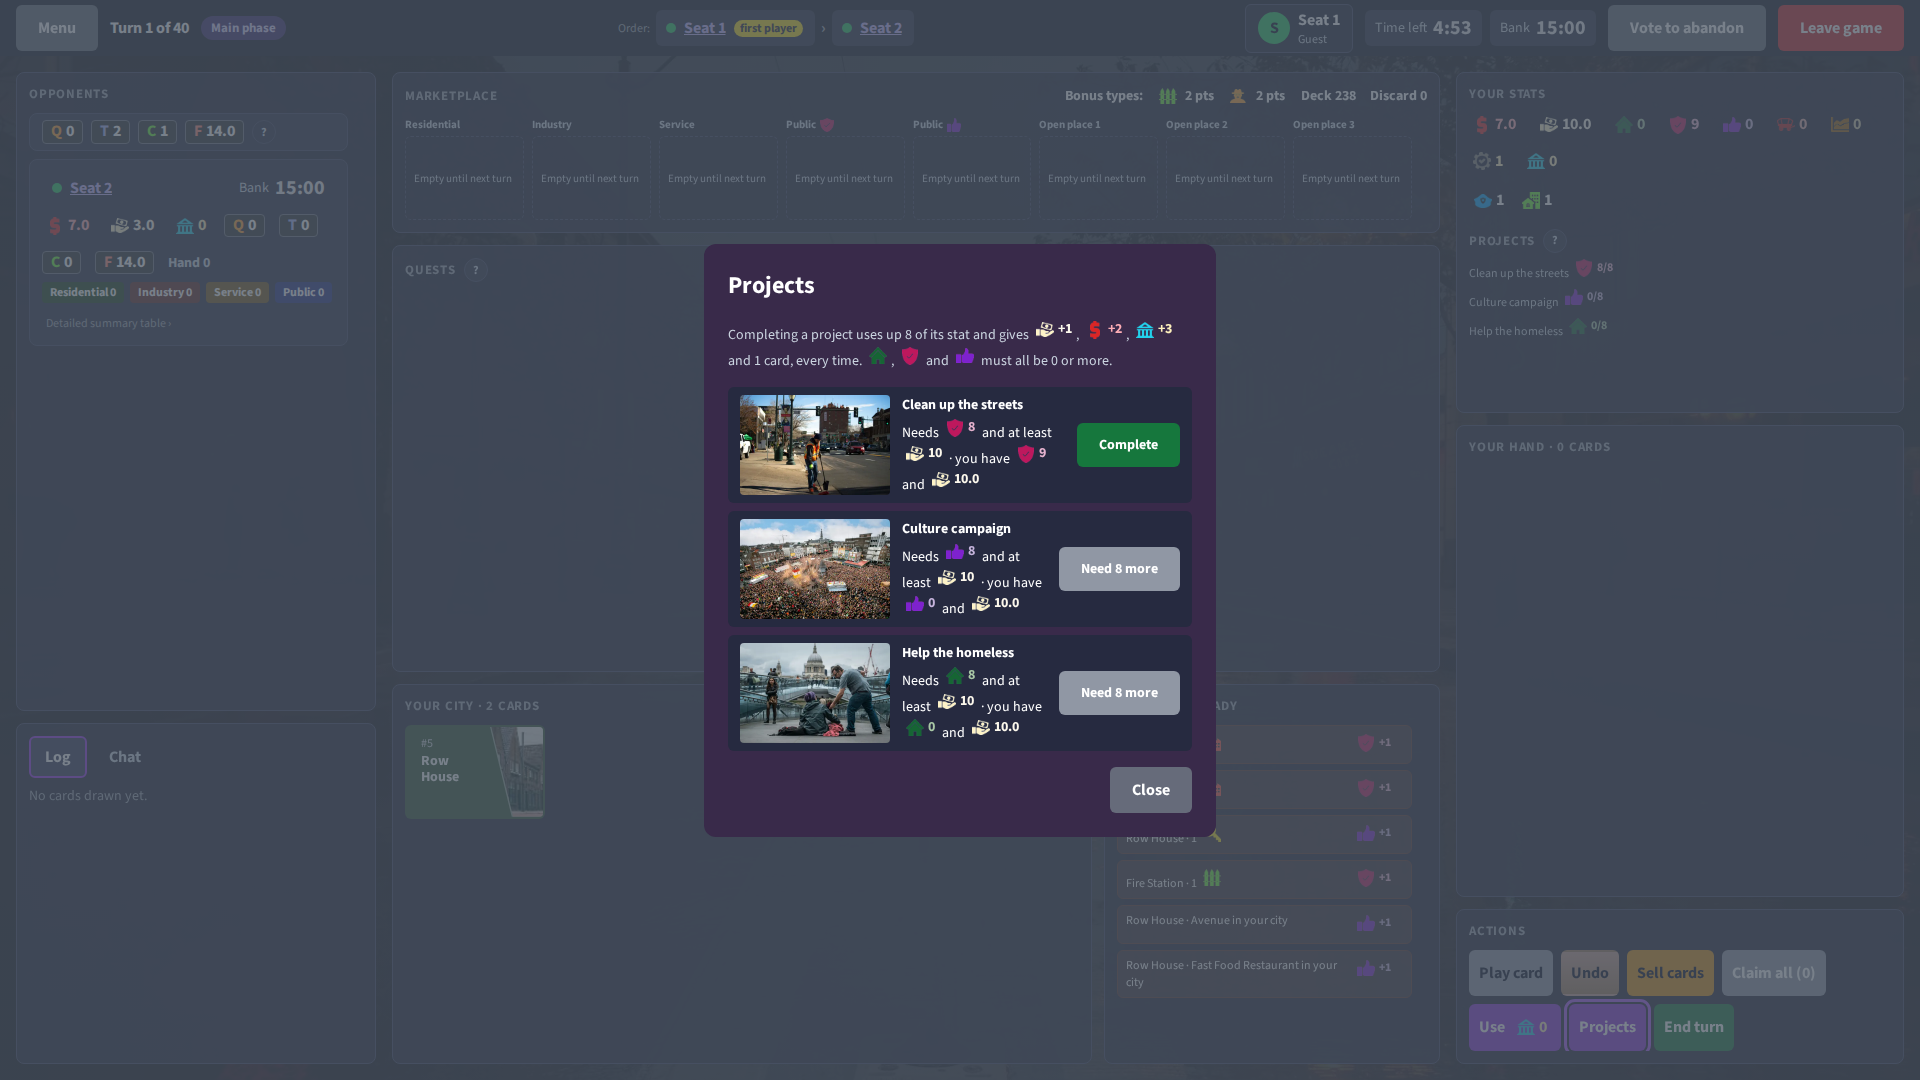 Menu
Turn 1 of 40
Main phase
Order:
Seat 1
first player
›
Seat 2
S
Seat 1
Guest
Time left 4:53
Bank 15:00
Vote to abandon
Leave game
OPPONENTS
Q 0
T 2
C 1
F 14.0
?
Seat 2
Bank 15:00
7.0
3.0
0
Q 0
T 0
C 0
F 14.0
Hand 0
Residential 0
Industry 0
Service 0
Public 0
Detailed summary table ›
Log
Chat
No cards drawn yet.
MARKETPLACE
Bonus types:
2 pts
2 pts
Deck 238
Discard 0
Residential
Industry
Service
Public
Public
Open place 1
Open place 2
Open place 3
Empty until next turn
Empty until next turn
Empty until next turn
Empty until next turn
Empty until next turn
Empty until next turn
Empty until next turn
Empty until next turn
QUESTS
?
Projects
Completing a project uses up 8 of its stat and gives +1 , +2 , +3
and 1 card, every time. , and must all be 0 or more.
Clean up the streets
Needs 8 and at least
10 · you have 9
and 10.0
Complete
Culture campaign
Needs 8 and at
least 10 · you have
0 and 10.0
Need 8 more
Help the homeless
Needs 8 and at
least 10 · you have
0 and 10.0
Need 8 more
Close
YOUR CITY · 2 CARDS
#5
Row
House
+1
+1
Row House · 1
+1
Fire Station · 1
+1
Row House · Avenue in your city
+1
Row House · Fast Food Restaurant in your
city
+1
YOUR STATS
7.0
10.0
0
9
0
0
0
1
0
1
1
PROJECTS
?
Clean up the streets 8/8
Culture campaign 0/8
Help the homeless 0/8
YOUR HAND · 0 CARDS
ACTIONS
Play card
Undo
Sell cards
Claim all (0)
Use 0
Projects
End turn